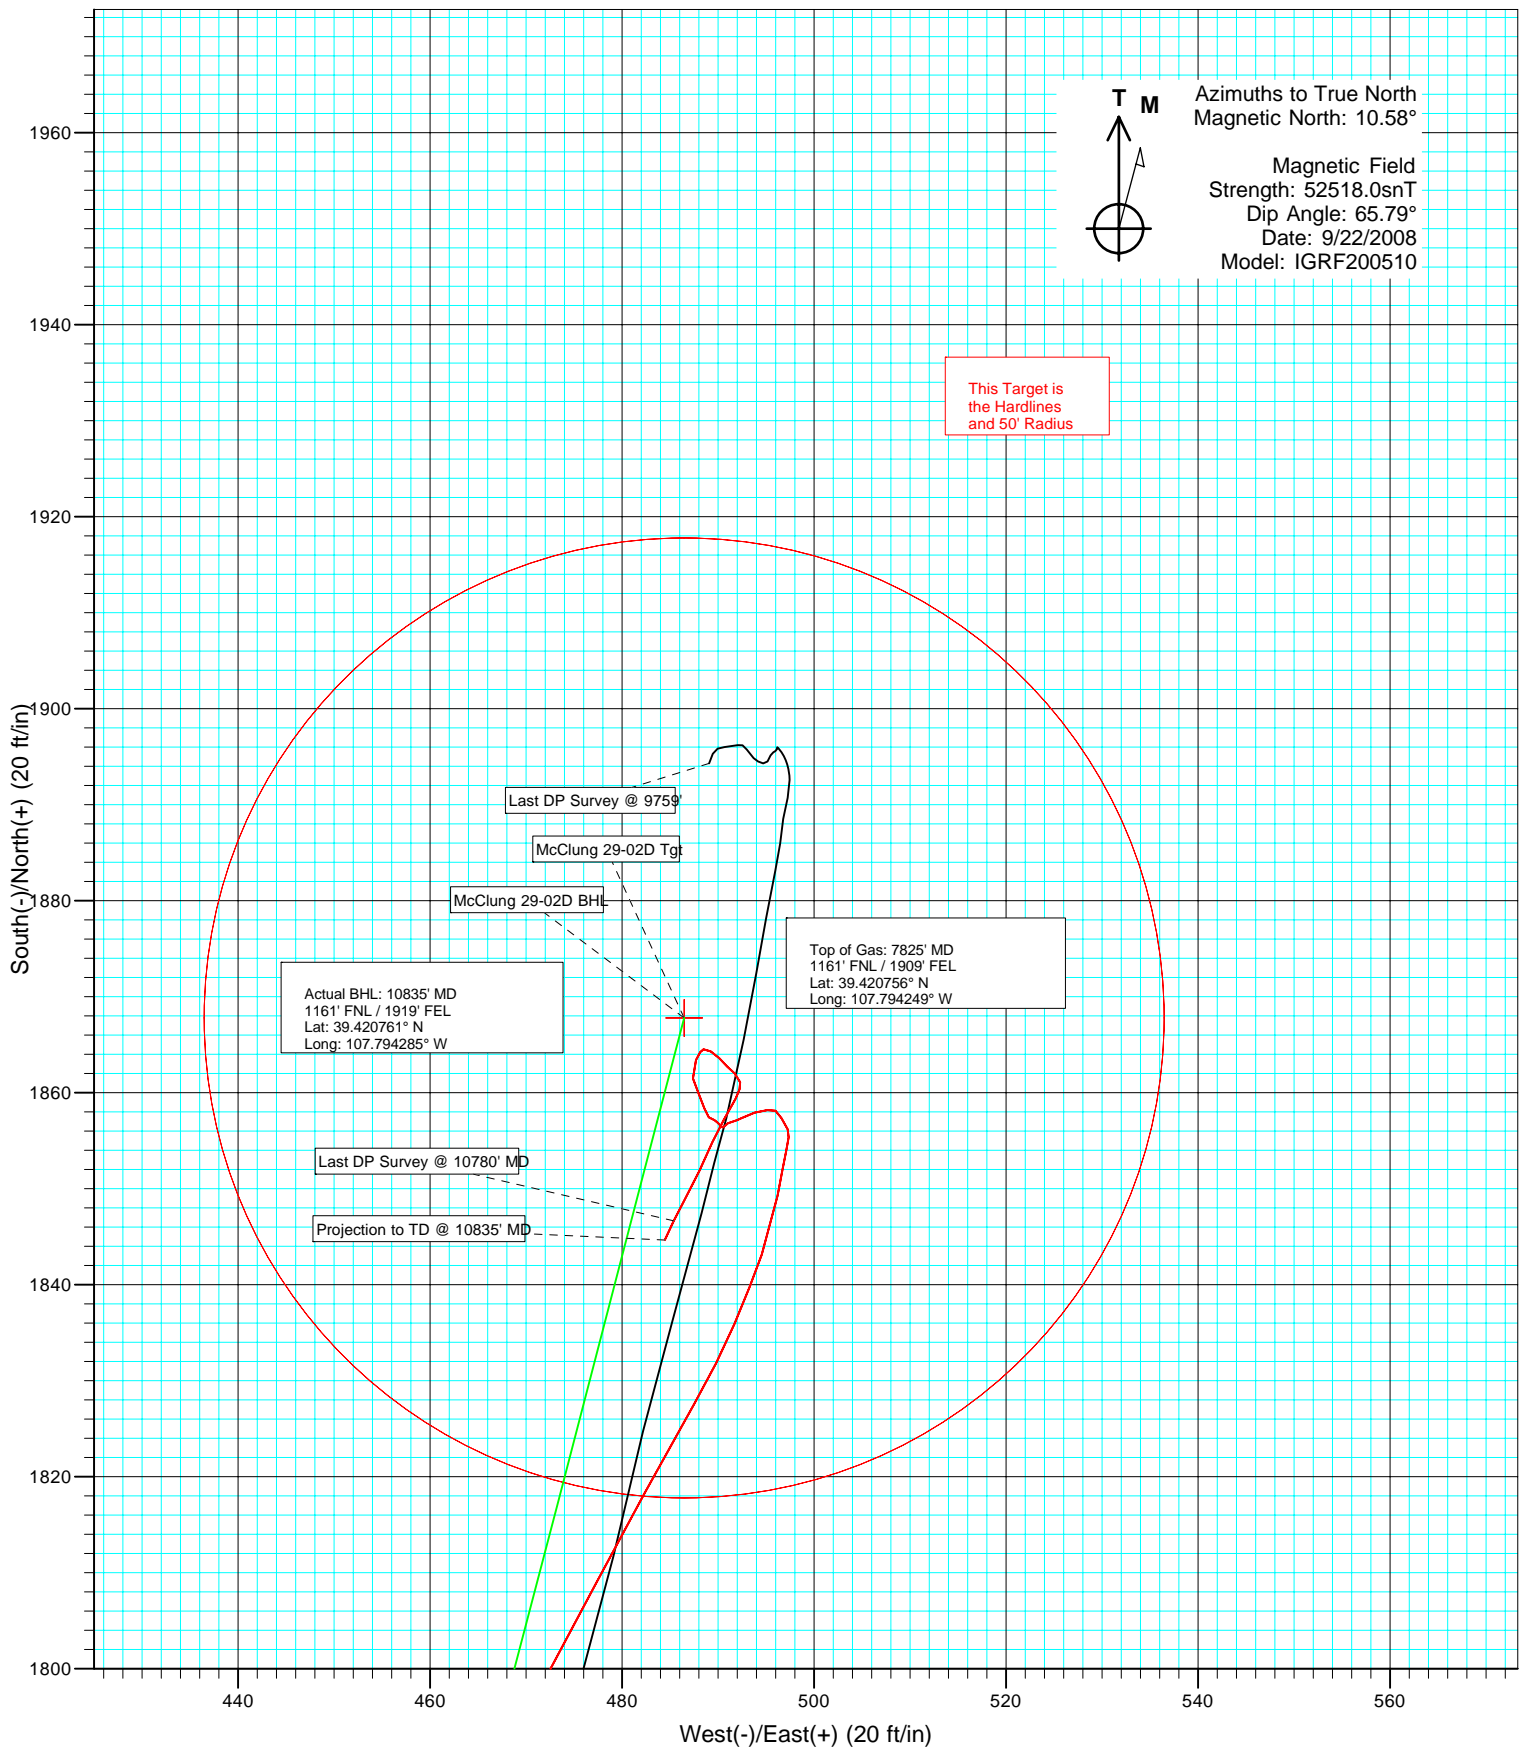 T M
Azimuths to True North
Magnetic North: 10.58°
Magnetic Field
Strength: 52518.0snT
Dip Angle: 65.79°
Date: 9/22/2008
Model: IGRF200510
This Target is
the Hardlines
and 50' Radius
Last DP Survey @ 9759'
McClung 29-02D Tgt
McClung 29-02D BHL
Top of Gas: 7825' MD
1161' FNL / 1909' FEL
Lat: 39.420756° N
Long: 107.794249° W
Actual BHL: 10835' MD
1161' FNL / 1919' FEL
Lat: 39.420761° N
Long: 107.794285° W
Last DP Survey @ 10780' MD
Projection to TD @ 10835' MD
South(-)/North(+) (20 ft/in)
1960
1940
1920
1900
1880
1860
1840
1820
1800
440 460 480 500 520 540 560
West(-)/East(+) (20 ft/in)